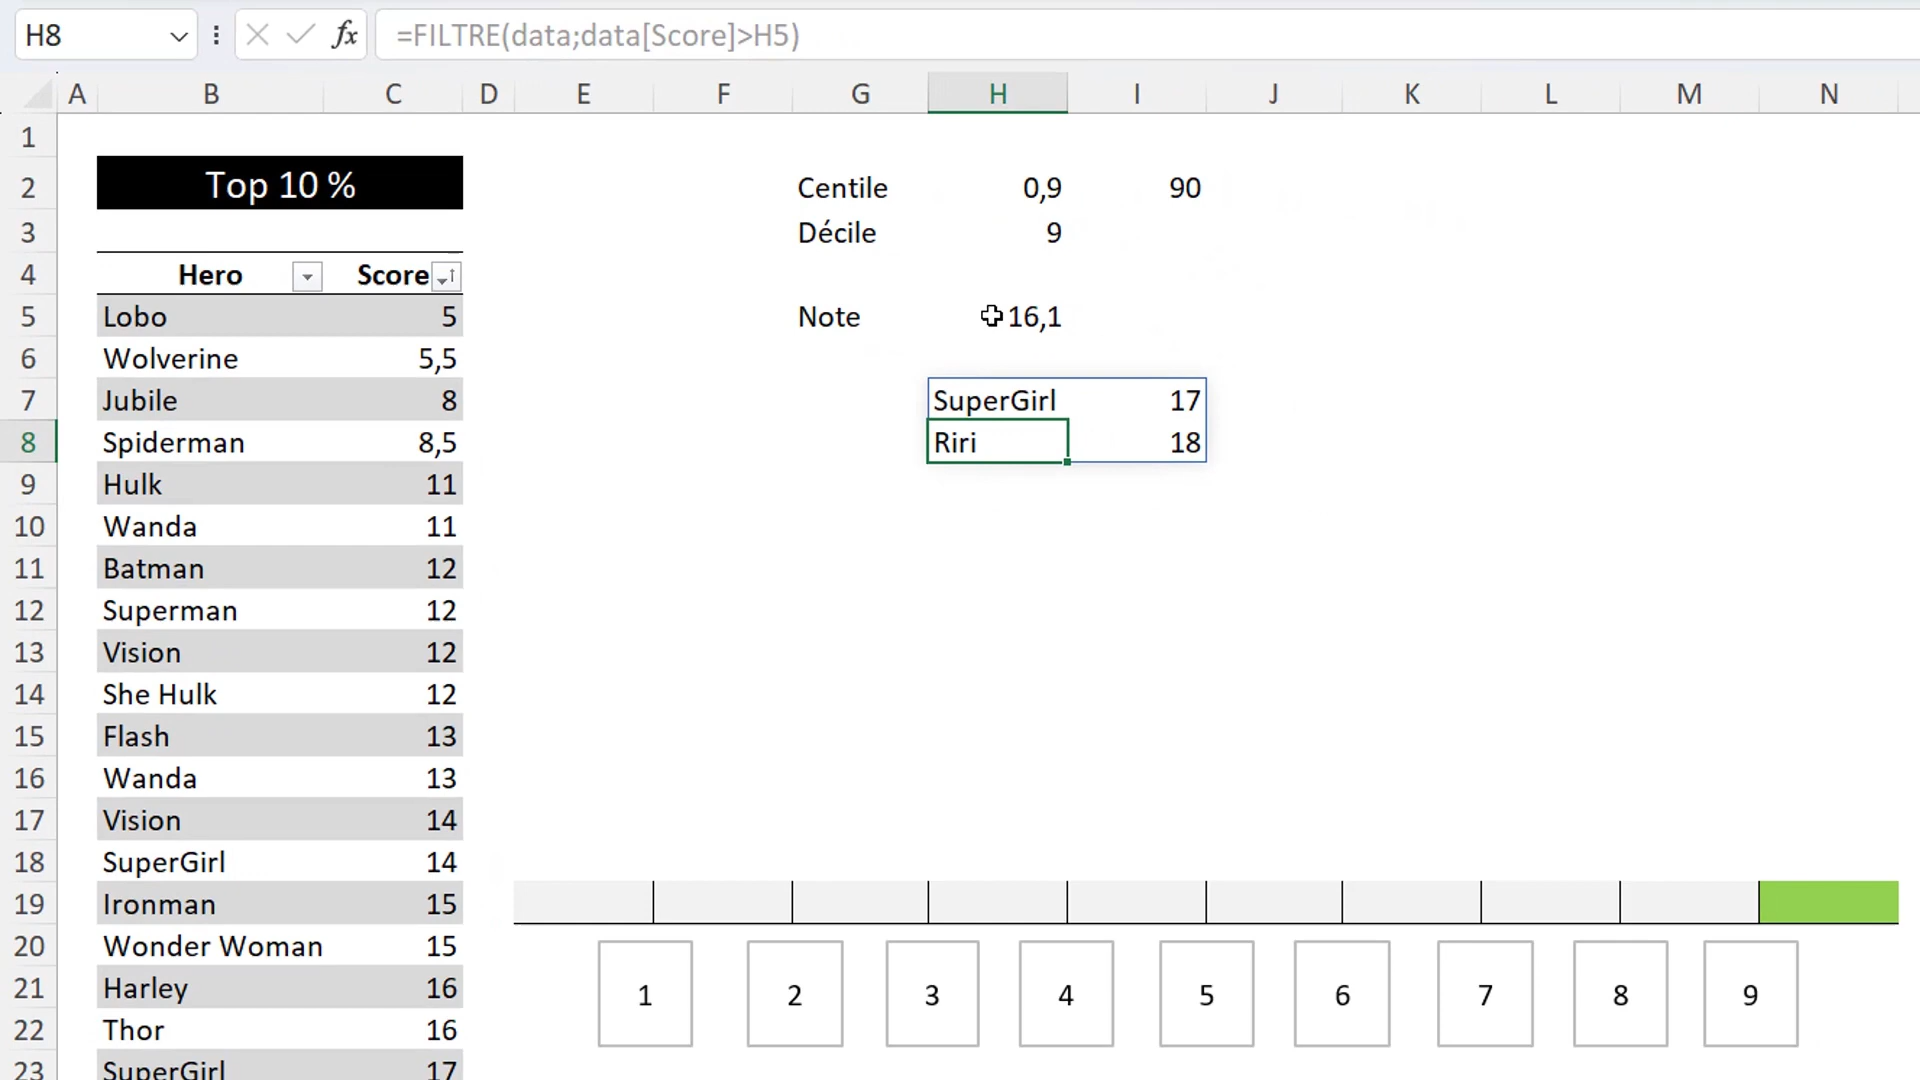 H8 fx =FILTRE(data;data[Score]>H5)
A B C D E F G H I J K L M N
1
2 Top 10 % Centile 0,9 90
3 Décile 9
4 Hero Score
5 Lobo 5 Note 16,1
6 Wolverine 5,5
7 Jubile 8 SuperGirl 17
8 Spiderman 8,5 Riri 18
9 Hulk 11
10 Wanda 11
11 Batman 12
12 Superman 12
13 Vision 12
14 She Hulk 12
15 Flash 13
16 Wanda 13
17 Vision 14
18 SuperGirl 14
19 Ironman 15
20 Wonder Woman 15
21 Harley 16 1 2 3 4 5 6 7 8 9
22 Thor 16
23 SuperGirl 17